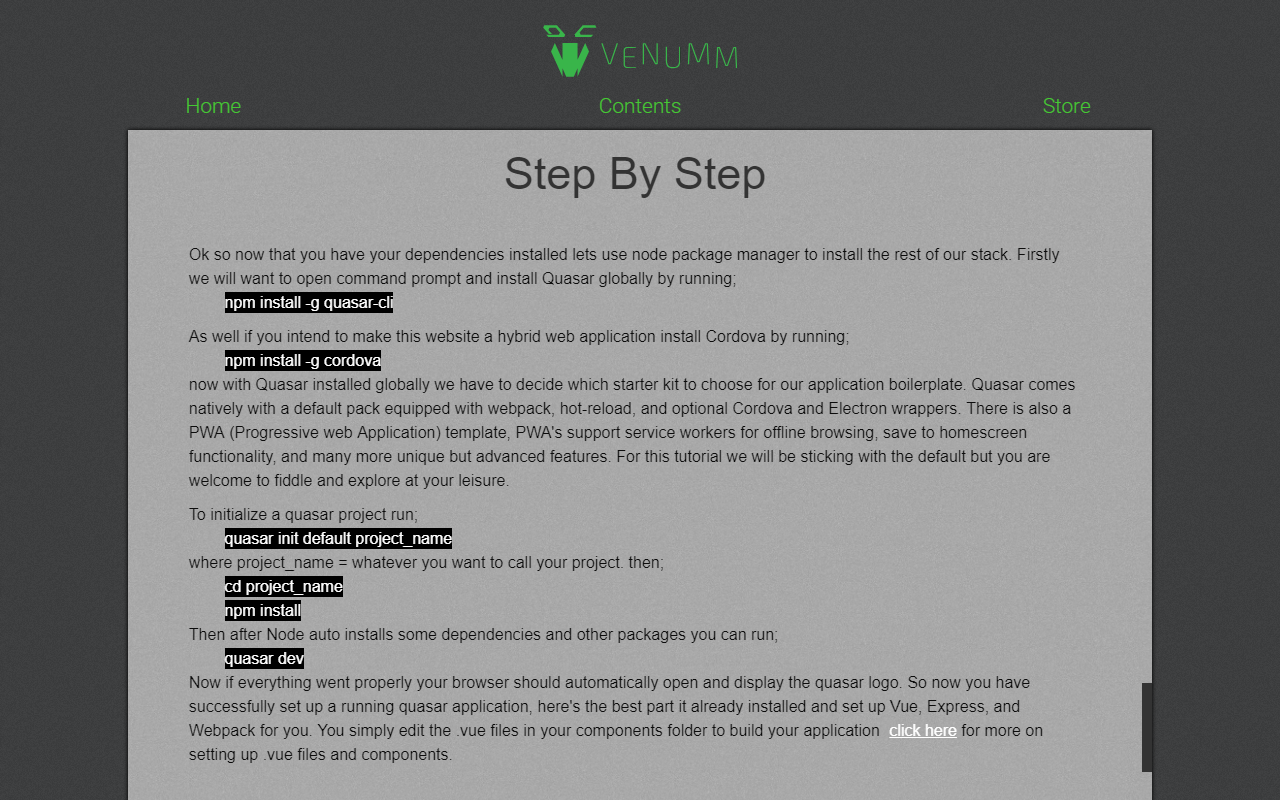 VENUMM
Home
Contents
Store
Step By Step
Ok so now that you have your dependencies installed lets use node package manager to install the rest of our stack. Firstly
we will want to open command prompt and install Quasar globally by running;
npm install -g quasar-cli
As well if you intend to make this website a hybrid web application install Cordova by running;
npm install -g cordova
now with Quasar installed globally we have to decide which starter kit to choose for our application boilerplate. Quasar comes
natively with a default pack equipped with webpack, hot-reload, and optional Cordova and Electron wrappers. There is also a
PWA (Progressive web Application) template, PWA's support service workers for offline browsing, save to homescreen
functionality, and many more unique but advanced features. For this tutorial we will be sticking with the default but you are
welcome to fiddle and explore at your leisure.
To initialize a quasar project run;
quasar init default project_name
where project_name = whatever you want to call your project. then;
cd project_name
npm install
Then after Node auto installs some dependencies and other packages you can run;
quasar dev
Now if everything went properly your browser should automatically open and display the quasar logo. So now you have
successfully set up a running quasar application, here's the best part it already installed and set up Vue, Express, and
Webpack for you. You simply edit the .vue files in your components folder to build your application click here for more on
setting up .vue files and components.